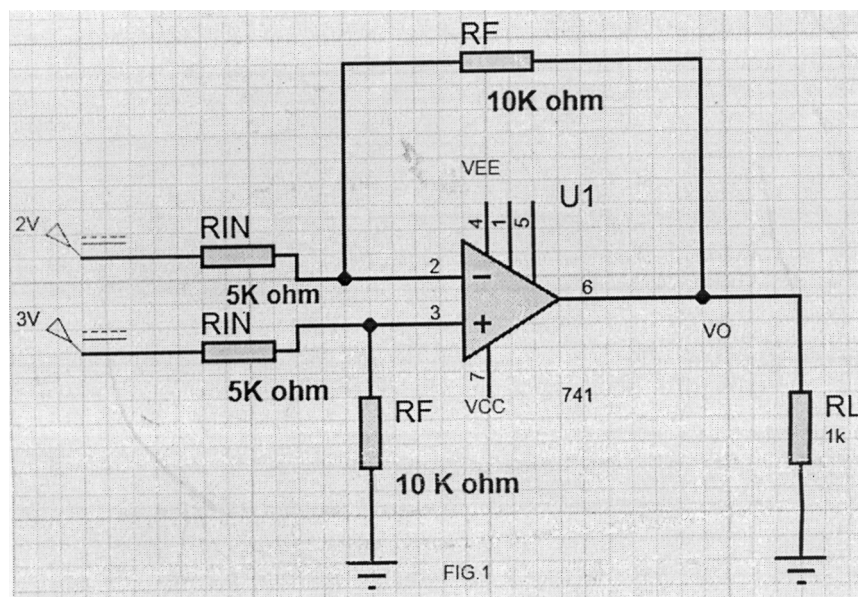 RF
10K ohm
VEE
U1
4
1
5
2V
RIN
2
6
5K ohm
3V
RIN
3
VO
5K ohm
7
VCC
741
RF
RL
1k
10 K ohm
FIG.1